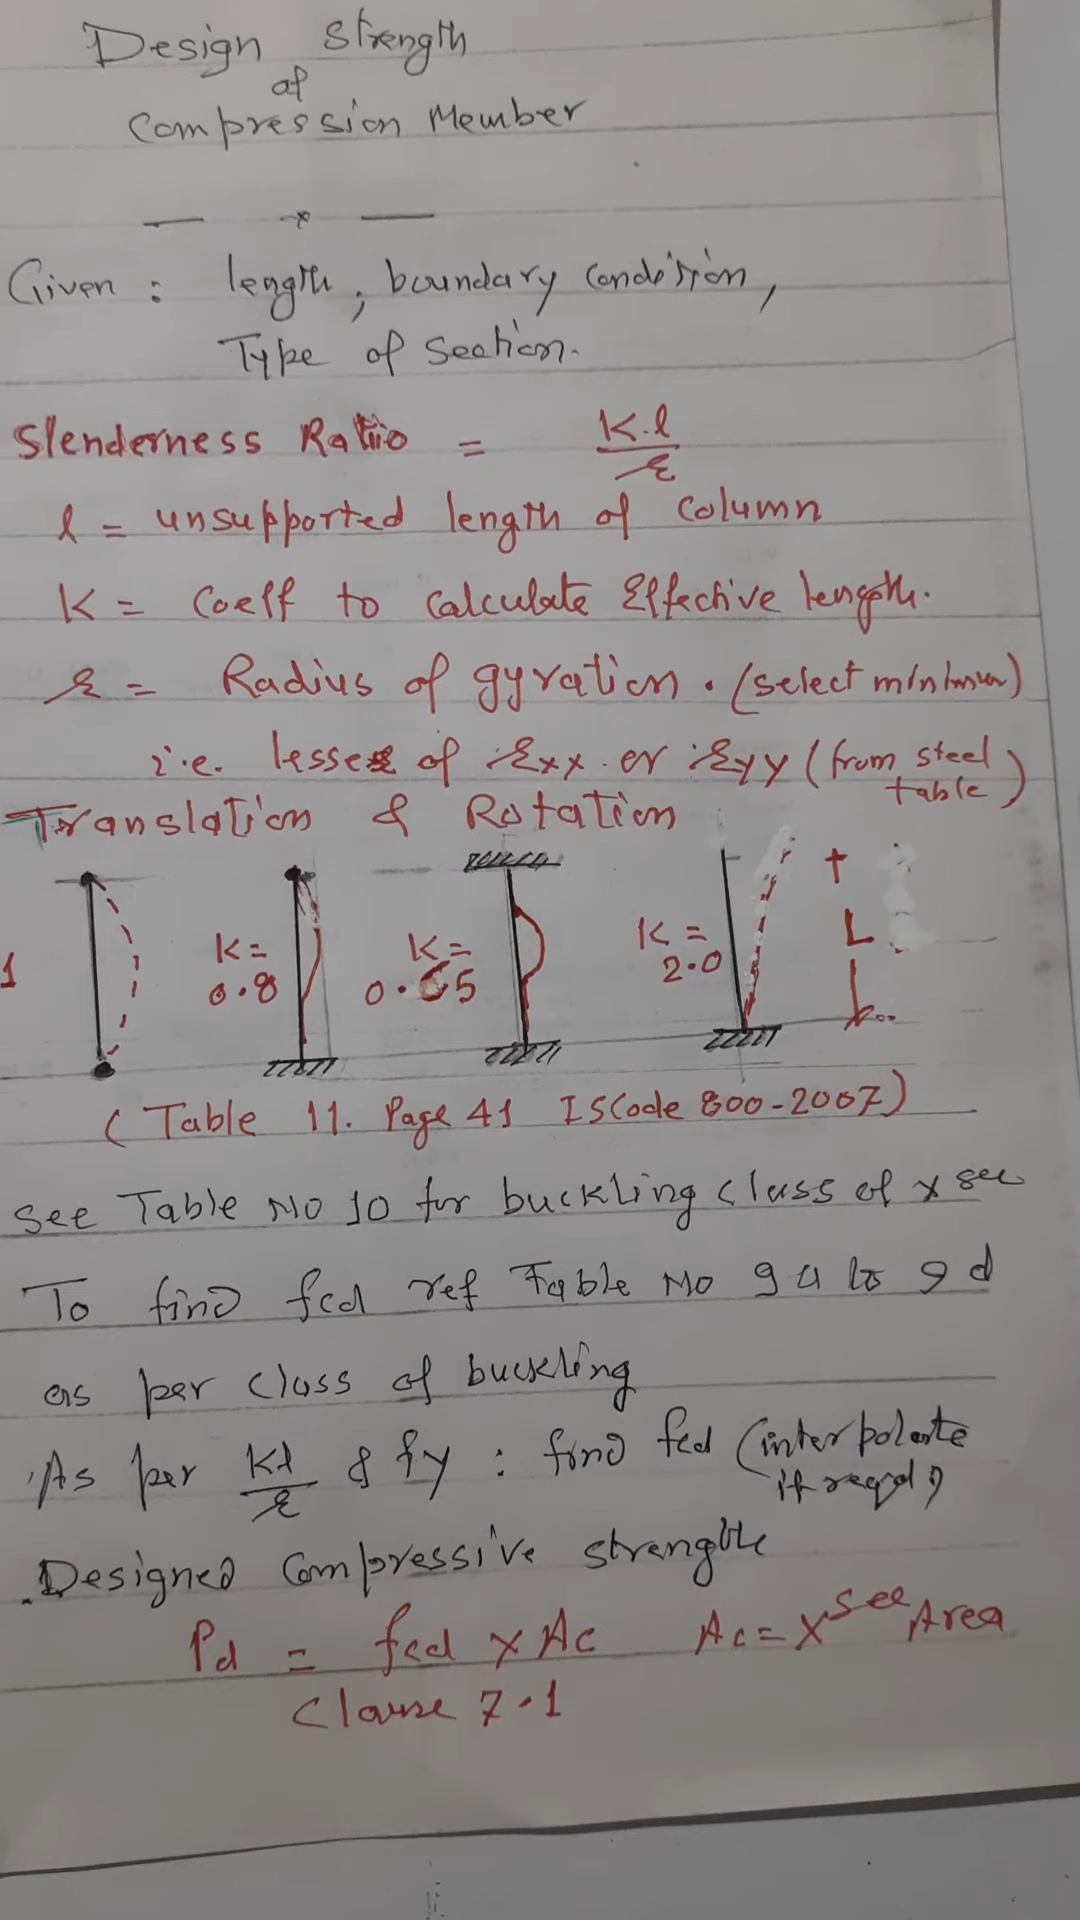 Design strength
of
Compression Member
— x —
Given : length, boundary Condition,
Type of Section.
Slenderness Ratio = K.l / r
l = unsupported length of Column
K = Coeff to Calculate Effective length.
r = Radius of gyration. (select minimum)
i.e. lesser of rxx or ryy (from steel table)
Translation & Rotation
1 K = 0.8 K = 0.65 K = 2.0
(Table 11. Page 41 IS Code 800-2007)
See Table No 10 for buckling class of x sec
To find fcd ref Table No 9a to 9d
as per class of buckling
As per Kl / r & fy : find fcd (interpolate if reqd)
Designed Compressive strength
Pd = fcd x Ac Ac = x sec Area
Clause 7.1